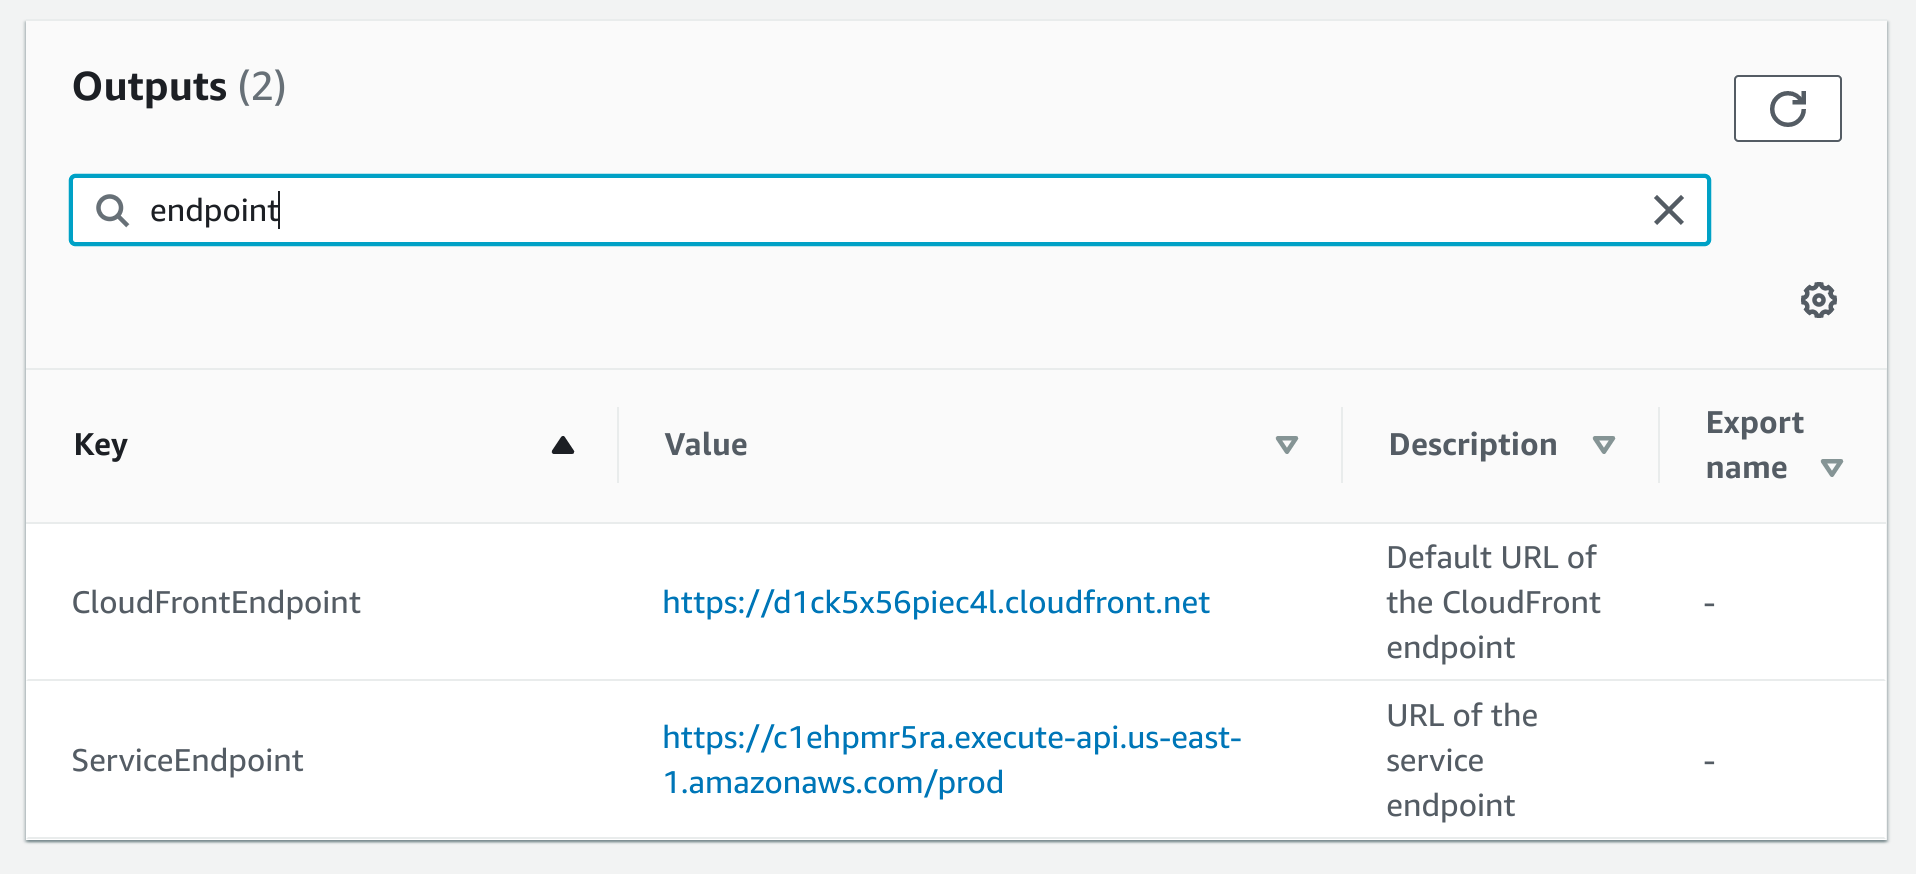 Outputs (2)
endpoint
Key
Value
Description
Export
name
CloudFrontEndpoint
https://d1ck5x56piec4l.cloudfront.net
Default URL of
the CloudFront
endpoint
-
ServiceEndpoint
https://c1ehpmr5ra.execute-api.us-east-
1.amazonaws.com/prod
URL of the
service
endpoint
-